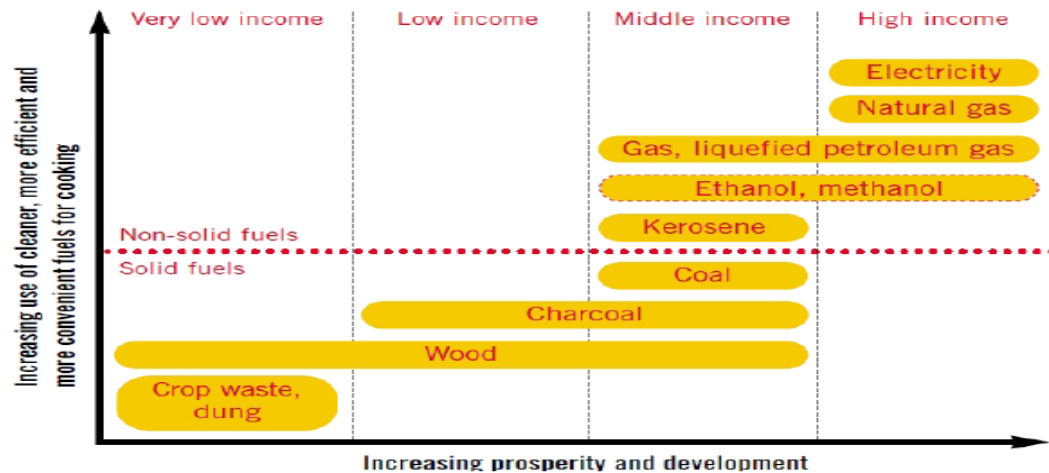 Very low income
Low income
Middle income
High income
Increasing use of cleaner, more efficient and
more convenient fuels for cooking
Electricity
Natural gas
Gas, liquefied petroleum gas
Ethanol, methanol
Kerosene
Non-solid fuels
Solid fuels
Coal
Charcoal
Wood
Crop waste,
dung
Increasing prosperity and development